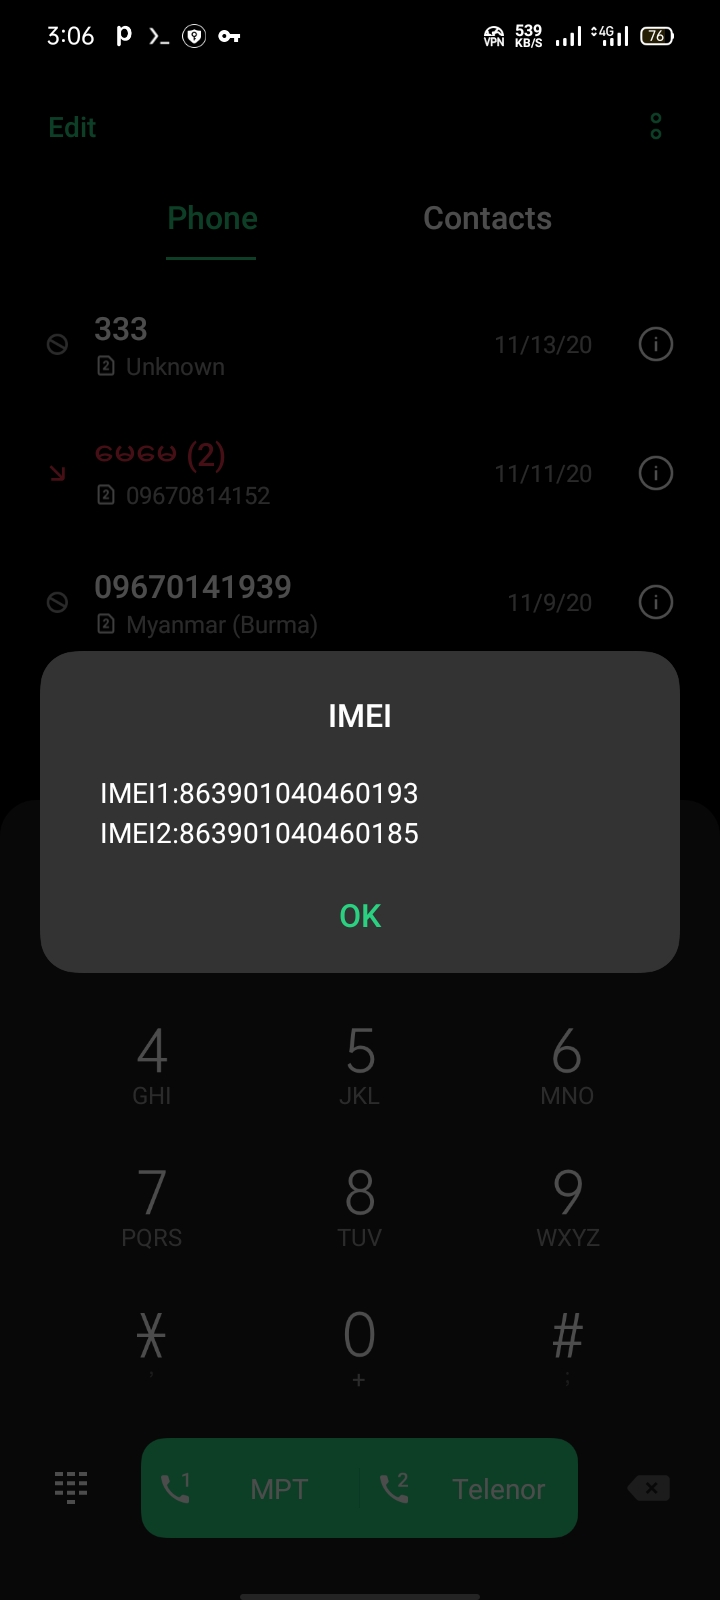 3:06
VPN 539 KB/S 4G 76
Edit
Phone Contacts
333
2 Unknown 11/13/20
ဇေဇေ (2)
2 09670814152 11/11/20
09670141939
2 Myanmar (Burma) 11/9/20
IMEI
IMEI1:863901040460193
IMEI2:863901040460185
OK
4 5 6
GHI JKL MNO
7 8 9
PQRS TUV WXYZ
* 0 #
, + ;
1 MPT 2 Telenor